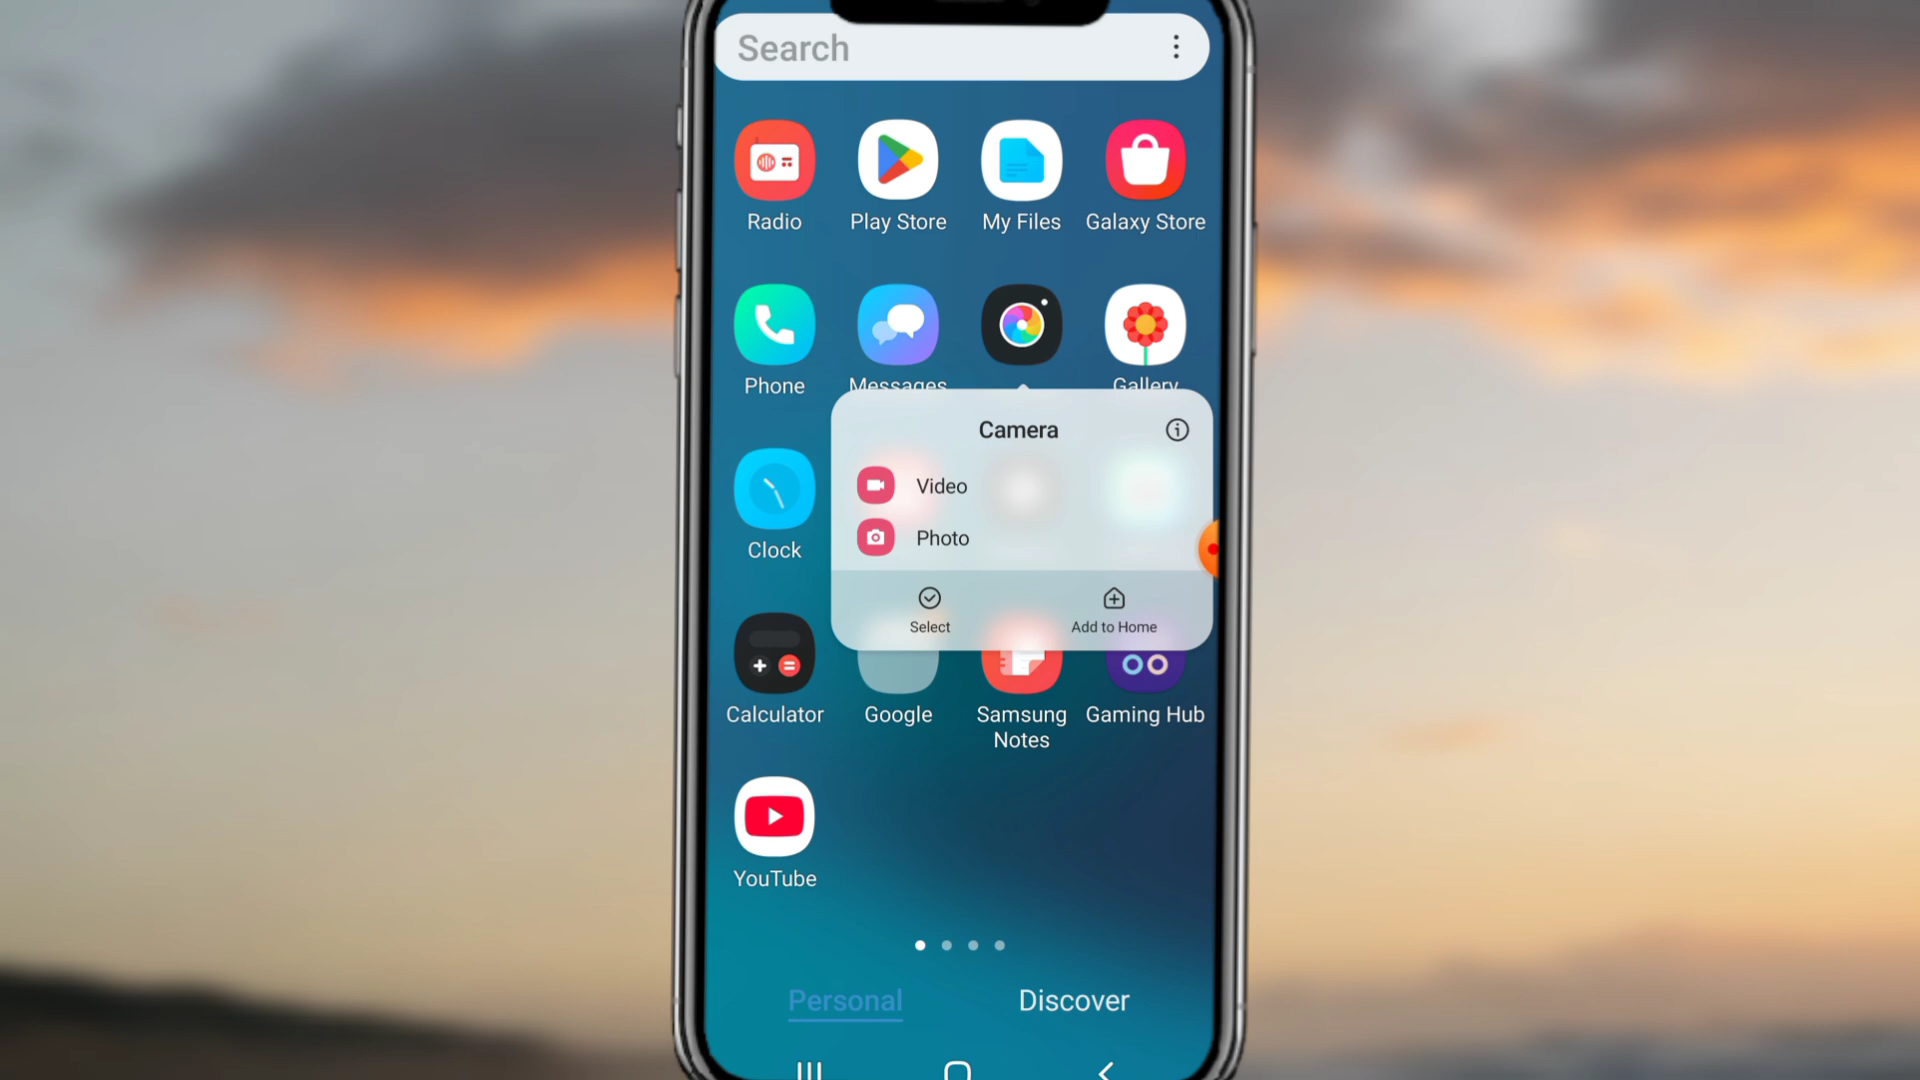 Search
Radio
Play Store
My Files
Galaxy Store
Phone
Messages
Gallery
Camera
Video
Photo
Clock
Select
Add to Home
Calculator
Google
Samsung
Notes
Gaming Hub
YouTube
Personal
Discover